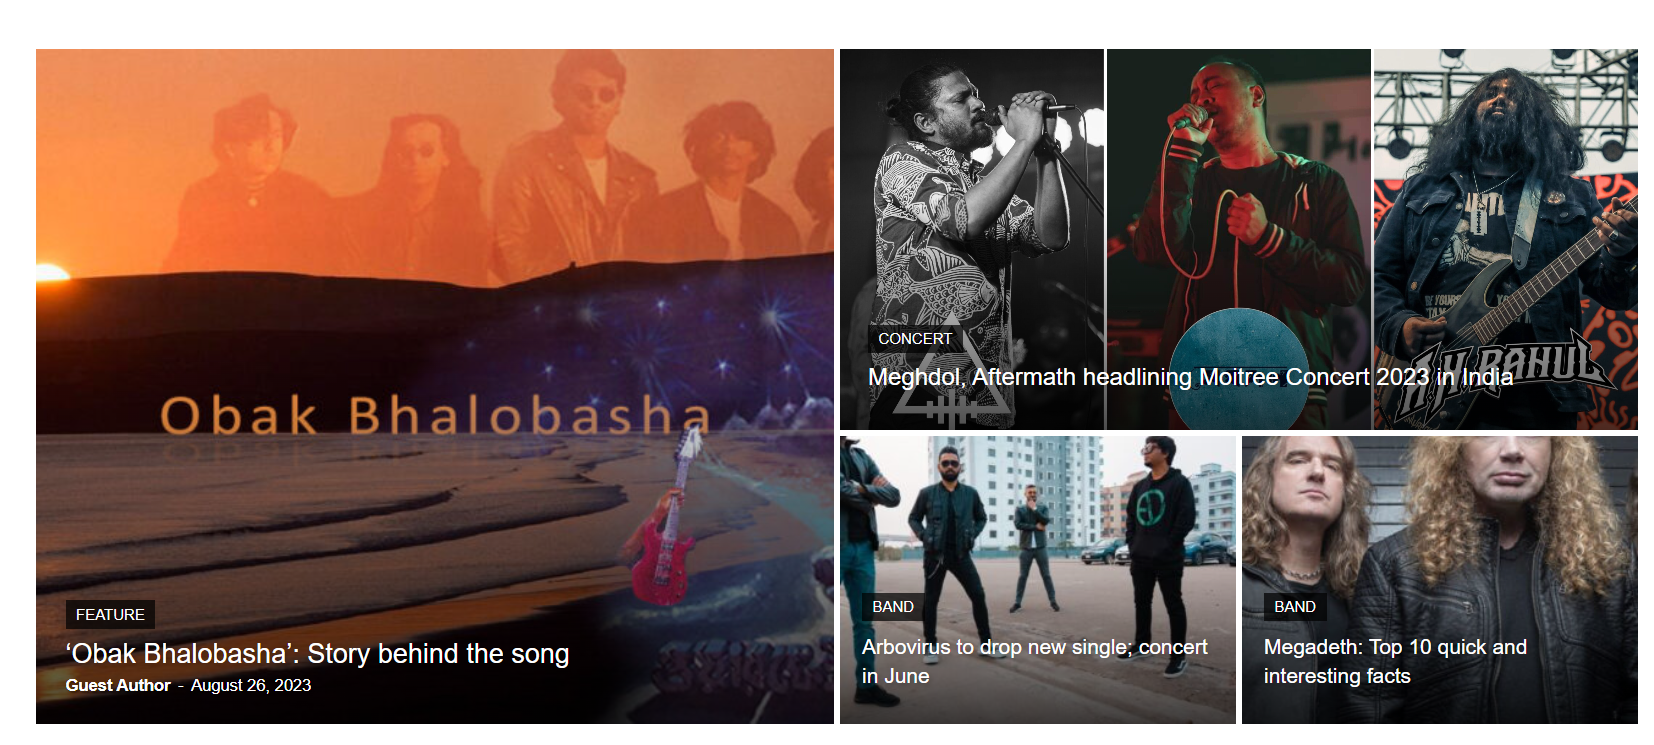 Obak Bhalobasha
FEATURE
‘Obak Bhalobasha’: Story behind the song
Guest Author - August 26, 2023
CONCERT
Meghdol, Aftermath headlining Moitree Concert 2023 in India
A.H. RAHUL
BAND
Arbovirus to drop new single; concert
in June
BAND
Megadeth: Top 10 quick and
interesting facts